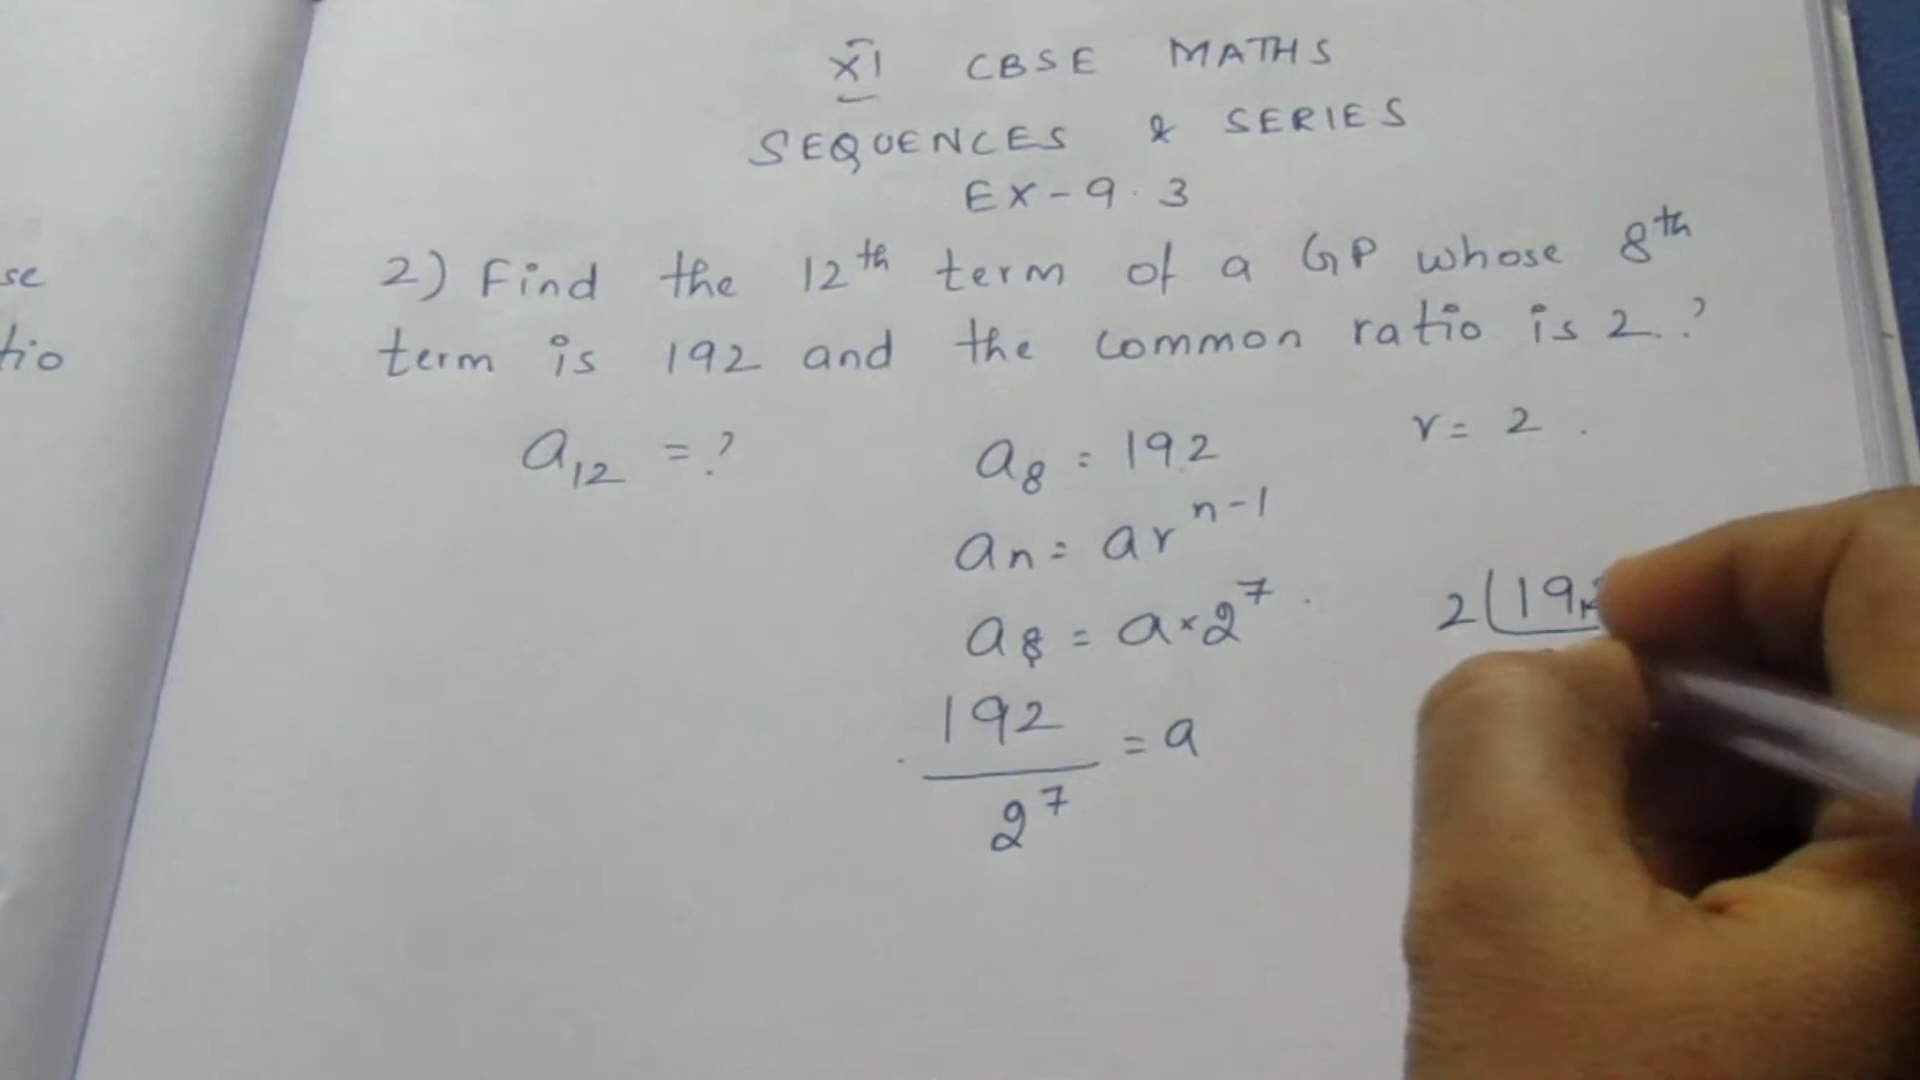 se
tio
XI CBSE MATHS
SEQUENCES & SERIES
EX-9.3
2) Find the 12th term of a GP whose 8th
term is 192 and the common ratio is 2.?
a12 = ? a8 = 192 r = 2.
an = ar^n-1
a8 = a×2^7.
2 | 19
192
/ 2^7 = a